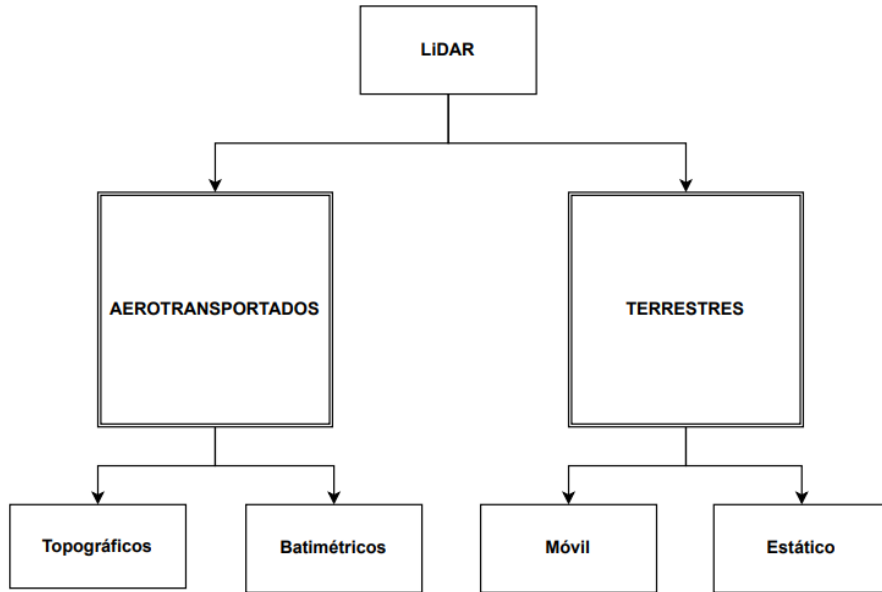 LiDAR
AEROTRANSPORTADOS
TERRESTRES
Topográficos
Batimétricos
Móvil
Estático